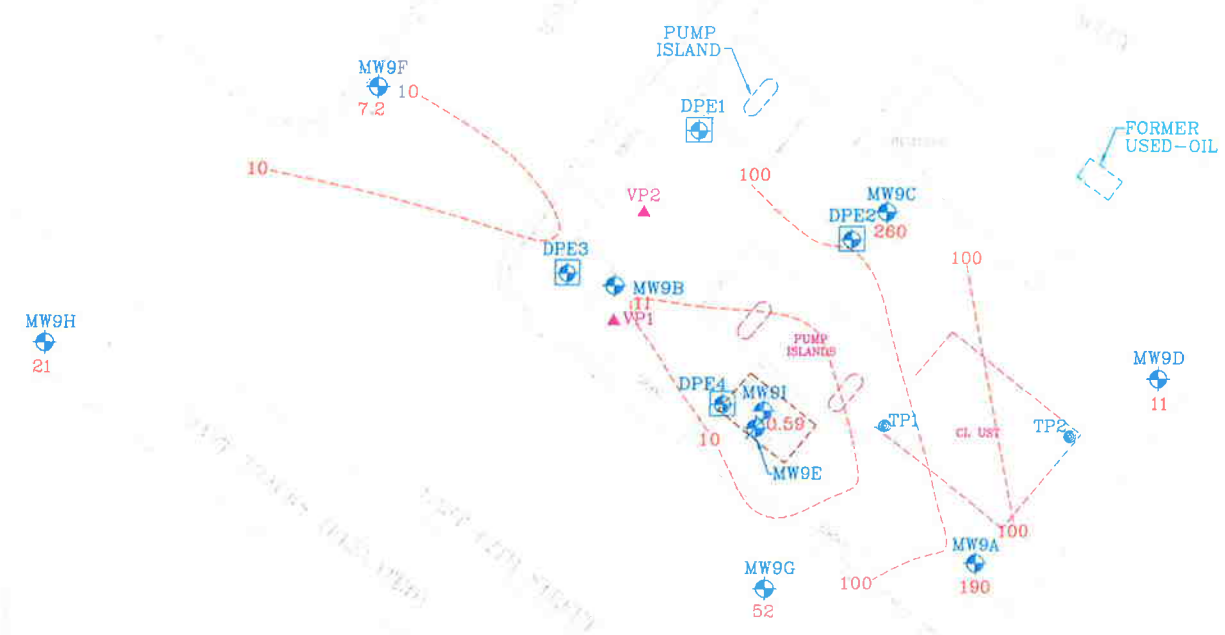 PUMP
ISLAND
MW9F
10
7.2
DPE1
FORMER
USED-OIL
10
100
VP2
MW9C
DPE2
260
DPE3
100
MW9B
11
VP1
MW9H
21
PUMP
ISLANDS
MW9D
11
DPE4
MW9I
0.59
10
TP1
CL UST
TP2
MW9E
100
MW9A
190
MW9G
52
100